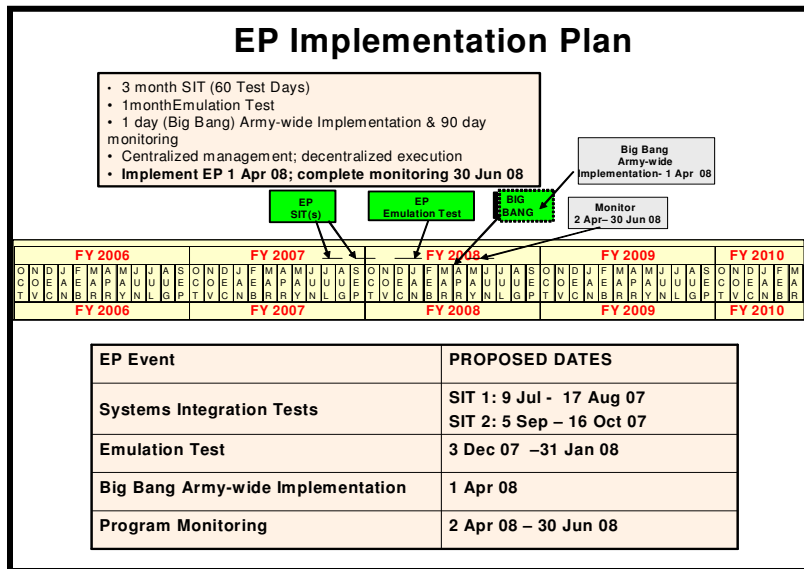 EP Implementation Plan
• 3 month SIT (60 Test Days)
• 1monthEmulation Test
• 1 day (Big Bang) Army-wide Implementation & 90 day
monitoring
• Centralized management; decentralized execution
• Implement EP 1 Apr 08; complete monitoring 30 Jun 08
Big Bang
Army-wide
Implementation- 1 Apr 08
EP
SIT(s)
EP
Emulation Test
BIG
BANG
Monitor
2 Apr– 30 Jun 08
FY 2006 FY 2007 FY 2008 FY 2009 FY 2010
O N D J F M A M J J A S O N D J F M A M J J A S O N D J F M A M J J A S O N D J F M A M J J A S O N D J F M
C O E A E A P A U U U E C O E A E A P A U U U E C O E A E A P A U U U E C O E A E A P A U U U E C O E A E A
T V C N B R R Y N L G P T V C N B R R Y N L G P T V C N B R R Y N L G P T V C N B R R Y N L G P T V C N B R
FY 2006 FY 2007 FY 2008 FY 2009 FY 2010
EP Event PROPOSED DATES
Systems Integration Tests SIT 1: 9 Jul - 17 Aug 07
SIT 2: 5 Sep – 16 Oct 07
Emulation Test 3 Dec 07 –31 Jan 08
Big Bang Army-wide Implementation 1 Apr 08
Program Monitoring 2 Apr 08 – 30 Jun 08